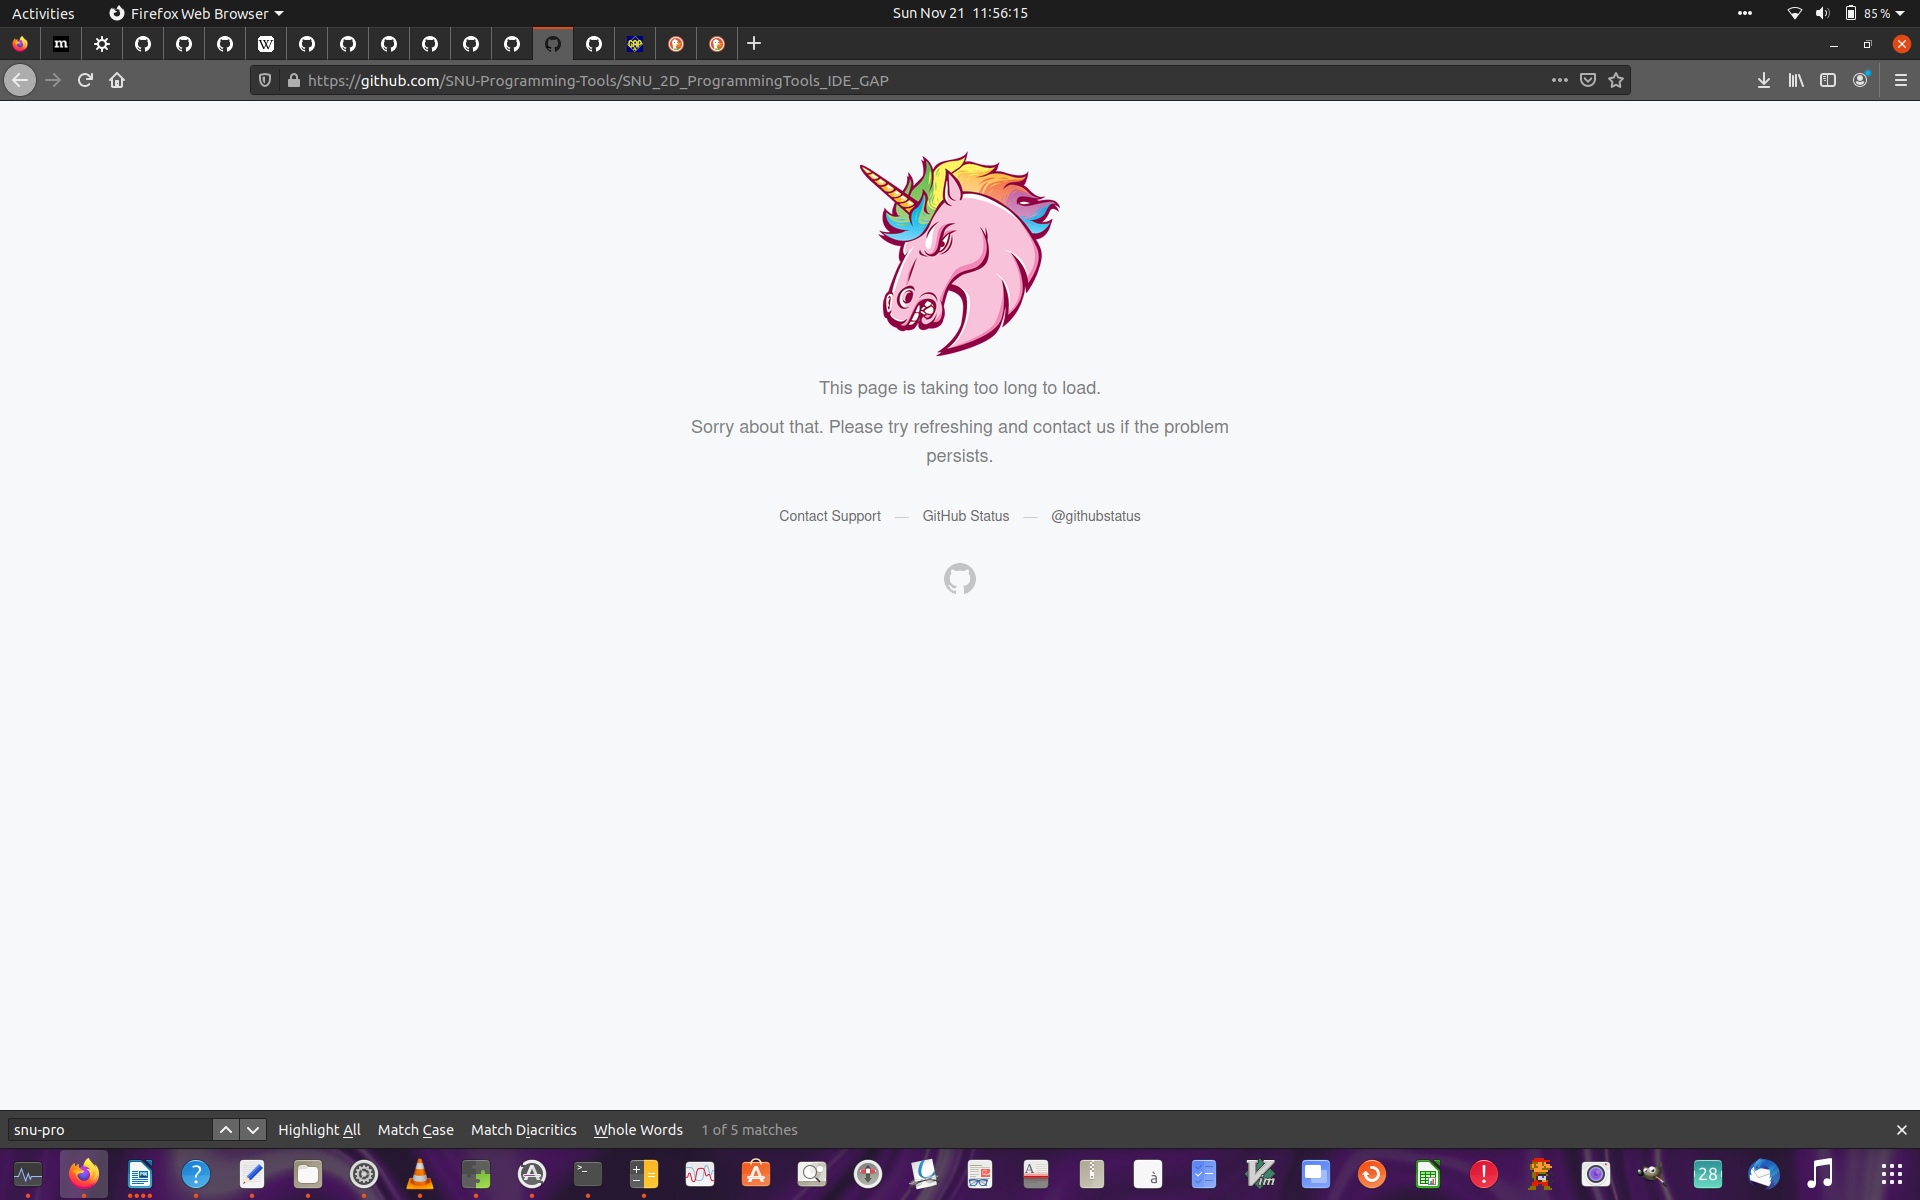 Activities
Firefox Web Browser
Sun Nov 21 11:56:15
85 %
m
W
GAP
https://github.com/SNU-Programming-Tools/SNU_2D_ProgrammingTools_IDE_GAP
This page is taking too long to load.
Sorry about that. Please try refreshing and contact us if the problem
persists.
Contact Support — GitHub Status — @githubstatus
snu-pro
Highlight All
Match Case
Match Diacritics
Whole Words
1 of 5 matches
?
>_
A
à
Vim
!
28